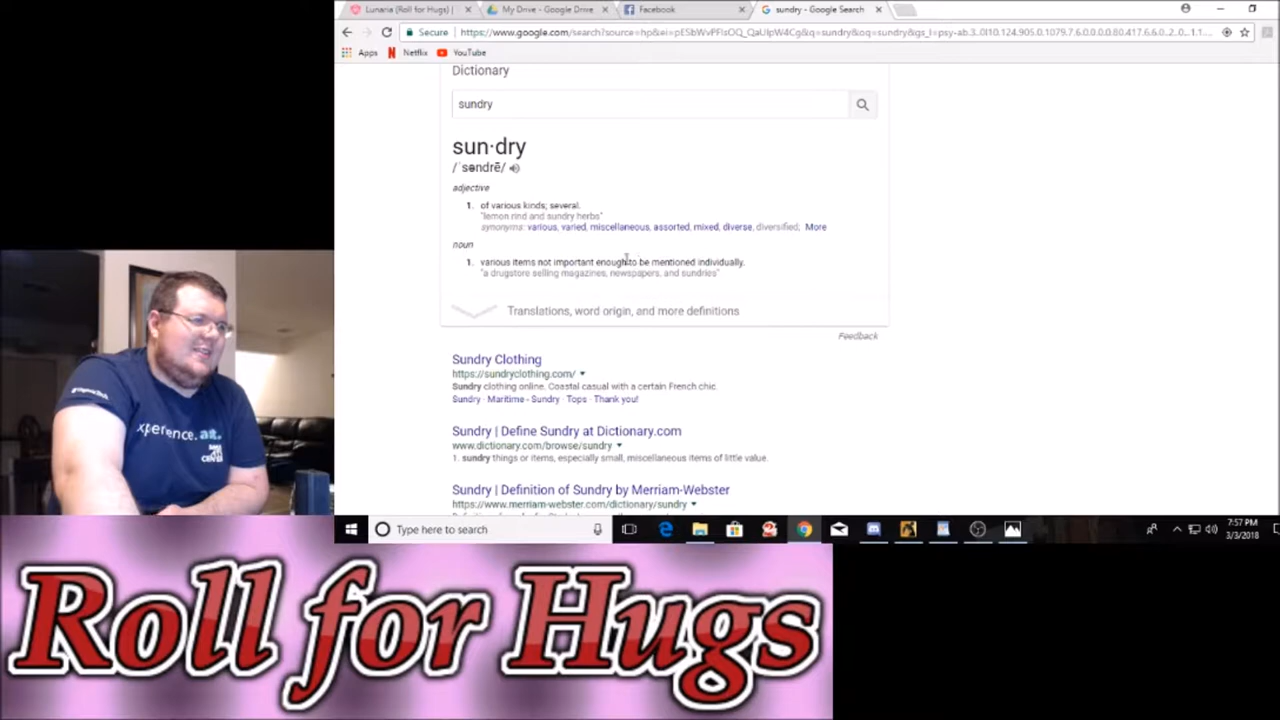 Lunaria (Roll for Hugs) |
My Drive - Google Drive
Facebook
sundry - Google Search
Secure
Apps
Netflix
YouTube
Dictionary
sundry
sun·dry
/ˈsəndrē/
adjective
1. of various kinds; several.
"lemon rind and sundry herbs"
synonyms: various, varied, miscellaneous, assorted, mixed, diverse, diversified; More
noun
1. various items not important enough to be mentioned individually.
"a drugstore selling magazines, newspapers, and sundries"
Translations, word origin, and more definitions
Feedback
Sundry Clothing
https://sundryclothing.com/
Sundry clothing online. Coastal casual with a certain French chic.
Sundry · Maritime - Sundry · Tops · Thank you!
Sundry | Define Sundry at Dictionary.com
www.dictionary.com/browse/sundry
1. sundry things or items, especially small, miscellaneous items of little value.
Sundry | Definition of Sundry by Merriam-Webster
https://www.merriam-webster.com/dictionary/sundry
xperence.
Type here to search
7:57 PM
3/3/2018
Roll for Hugs